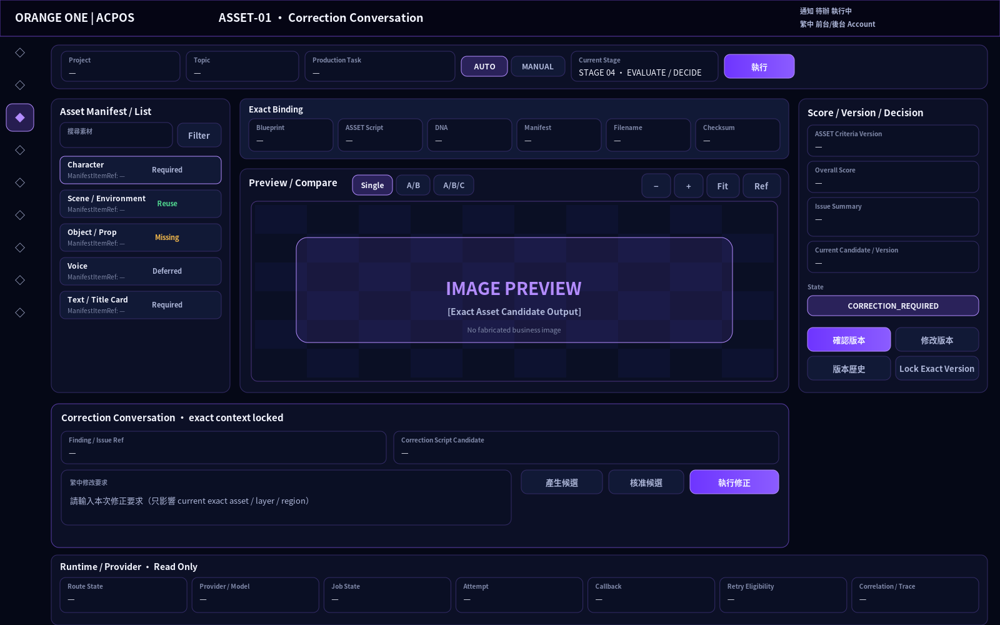 ORANGE ONE | ACPOS
ASSET-01 · Correction Conversation
通知 待辦 執行中
繁中 前台/後台 Account
Project
—
Topic
—
Production Task
—
AUTO
MANUAL
Current Stage
STAGE 04 · EVALUATE / DECIDE
執行
Asset Manifest / List
搜尋素材
Filter
Character
ManifestItemRef: —
Required
Scene / Environment
ManifestItemRef: —
Reuse
Object / Prop
ManifestItemRef: —
Missing
Voice
ManifestItemRef: —
Deferred
Text / Title Card
ManifestItemRef: —
Required
Exact Binding
Blueprint
—
ASSET Script
—
DNA
—
Manifest
—
Filename
—
Checksum
—
Preview / Compare
Single
A/B
A/B/C
−
+
Fit
Ref
IMAGE PREVIEW
[Exact Asset Candidate Output]
No fabricated business image
Score / Version / Decision
ASSET Criteria Version
—
Overall Score
—
Issue Summary
—
Current Candidate / Version
—
State
CORRECTION_REQUIRED
確認版本
修改版本
版本歷史
Lock Exact Version
Correction Conversation · exact context locked
Finding / Issue Ref
—
Correction Script Candidate
—
繁中修改要求
請輸入本次修正要求（只影響 current exact asset / layer / region）
產生候選
核准候選
執行修正
Runtime / Provider · Read Only
Route State
—
Provider / Model
—
Job State
—
Attempt
—
Callback
—
Retry Eligibility
—
Correlation / Trace
—